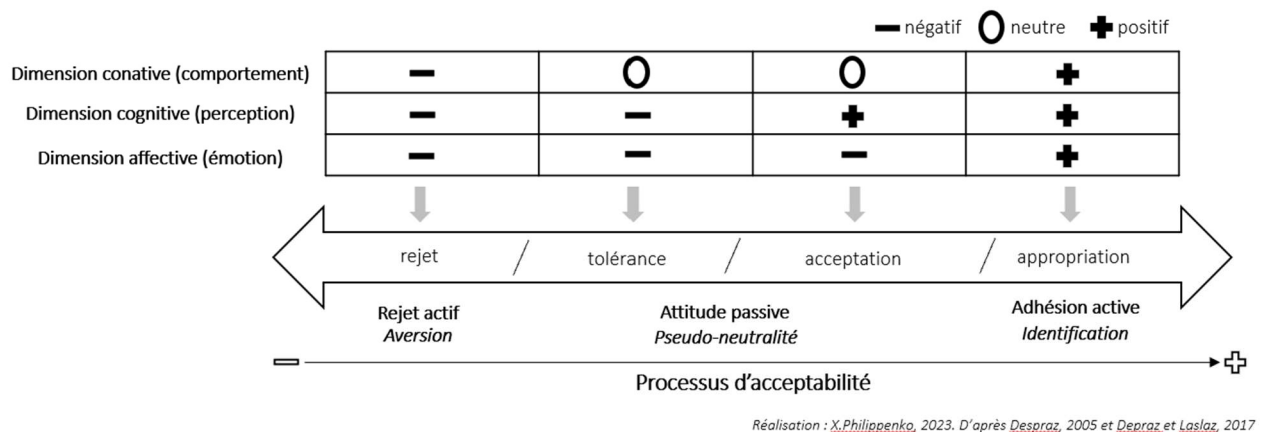 négatif neutre positif
Dimension conative (comportement)
Dimension cognitive (perception)
Dimension affective (émotion)
rejet / tolérance / acceptation / appropriation
Rejet actif Attitude passive Adhésion active
Aversion Pseudo-neutralité Identification
Processus d'acceptabilité
Réalisation : X.Philippenko, 2023. D'après Despraz, 2005 et Depraz et Laslaz, 2017